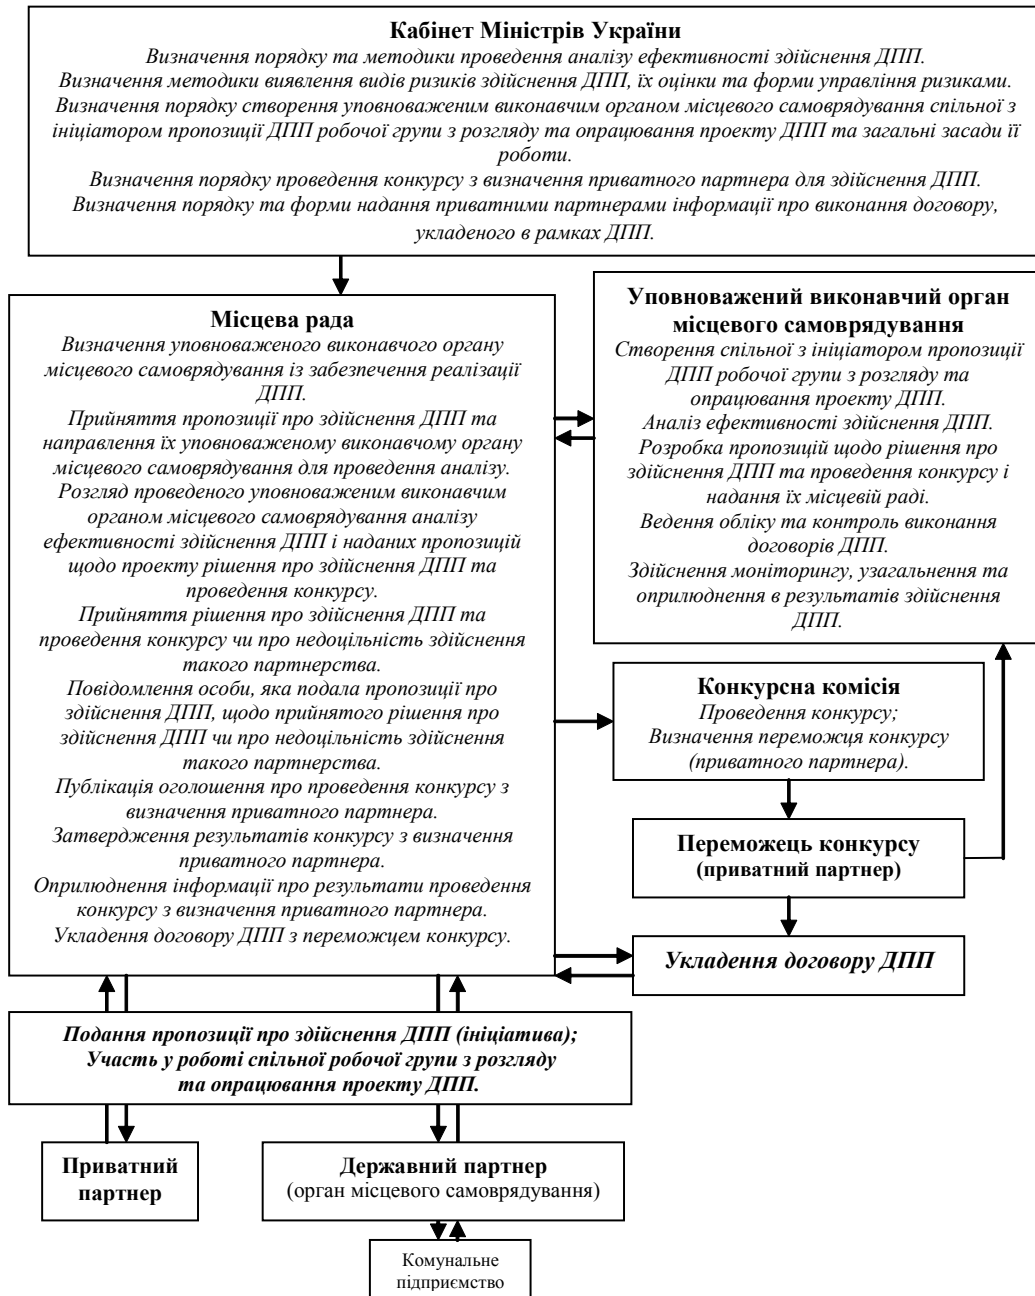 Кабінет Міністрів України
Визначення порядку та методики проведення аналізу ефективності здійснення ДПП.
Визначення методики виявлення видів ризиків здійснення ДПП, їх оцінки та форми управління ризиками.
Визначення порядку створення уповноваженим виконавчим органом місцевого самоврядування спільної з
ініціатором пропозиції ДПП робочої групи з розгляду та опрацювання проекту ДПП та загальні засади її
роботи.
Визначення порядку проведення конкурсу з визначення приватного партнера для здійснення ДПП.
Визначення порядку та форми надання приватними партнерами інформації про виконання договору,
укладеного в рамках ДПП.
Місцева рада
Визначення уповноваженого виконавчого органу
місцевого самоврядування із забезпечення реалізації
ДПП.
Прийняття пропозиції про здійснення ДПП та
направлення їх уповноваженому виконавчому органу
місцевого самоврядування для проведення аналізу.
Розгляд проведеного уповноваженим виконавчим
органом місцевого самоврядування аналізу
ефективності здійснення ДПП і наданих пропозицій
щодо проекту рішення про здійснення ДПП та
проведення конкурсу.
Прийняття рішення про здійснення ДПП та
проведення конкурсу чи про недоцільність здійснення
такого партнерства.
Повідомлення особи, яка подала пропозиції про
здійснення ДПП, щодо прийнятого рішення про
здійснення ДПП чи про недоцільність здійснення
такого партнерства.
Публікація оголошення про проведення конкурсу з
визначення приватного партнера.
Затвердження результатів конкурсу з визначення
приватного партнера.
Оприлюднення інформації про результати проведення
конкурсу з визначення приватного партнера.
Укладення договору ДПП з переможцем конкурсу.
Уповноважений виконавчий орган
місцевого самоврядування
Створення спільної з ініціатором пропозиції
ДПП робочої групи з розгляду та
опрацювання проекту ДПП.
Аналіз ефективності здійснення ДПП.
Розробка пропозицій щодо рішення про
здійснення ДПП та проведення конкурсу і
надання їх місцевій раді.
Ведення обліку та контроль виконання
договорів ДПП.
Здійснення моніторингу, узагальнення та
оприлюднення в результатів здійснення
ДПП.
Конкурсна комісія
Проведення конкурсу;
Визначення переможця конкурсу
(приватного партнера).
Переможець конкурсу
(приватний партнер)
Укладення договору ДПП
Подання пропозиції про здійснення ДПП (ініціатива);
Участь у роботі спільної робочої групи з розгляду
та опрацювання проекту ДПП.
Приватний
партнер
Державний партнер
(орган місцевого самоврядування)
Комунальне
підприємство